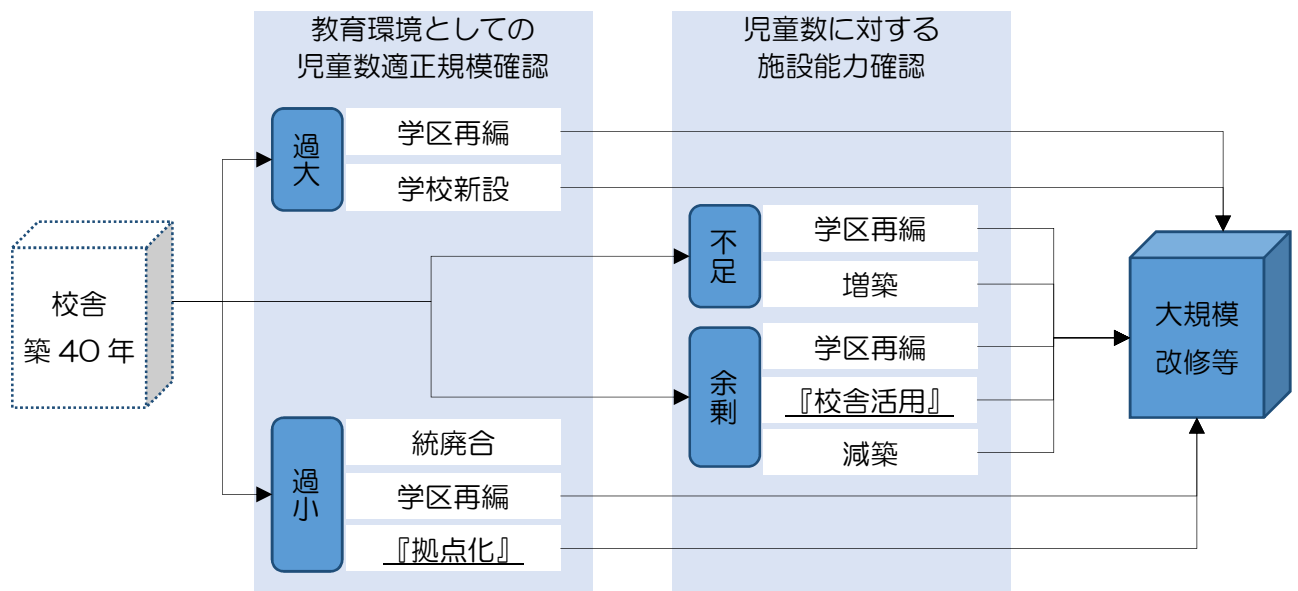 教育環境としての
児童数適正規模確認
児童数に対する
施設能力確認
過大
学区再編
学校新設
不足
学区再編
増築
校舎
築40年
大規模
改修等
余剰
学区再編
『校舎活用』
減築
過小
統廃合
学区再編
『拠点化』